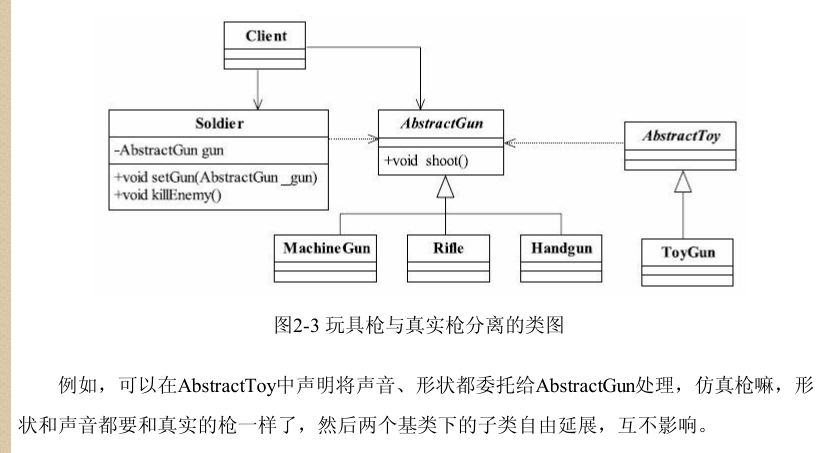 Client
Soldier
-AbstractGun gun
+void setGun(AbstractGun _gun)
+void killEnemy()
AbstractGun
+void shoot()
AbstractToy
MachineGun
Rifle
Handgun
ToyGun
图2-3 玩具枪与真实枪分离的类图
例如，可以在AbstractToy中声明将声音、形状都委托给AbstractGun处理，仿真枪嘛，形
状和声音都要和真实的枪一样了，然后两个基类下的子类自由延展，互不影响。